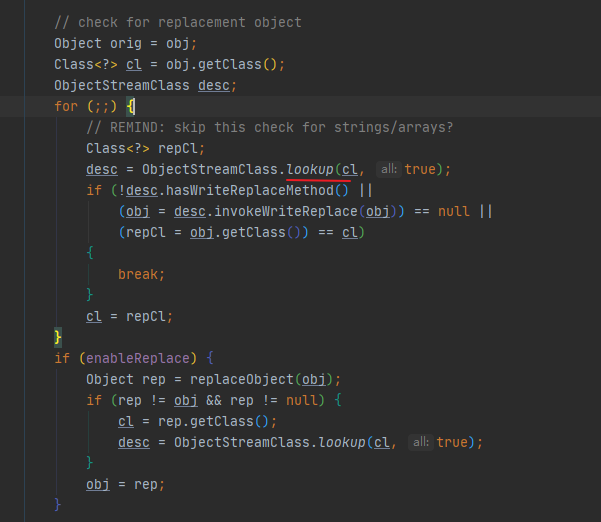 // check for replacement object
Object orig = obj;
Class<?> cl = obj.getClass();
ObjectStreamClass desc;
for (;;) {
// REMIND: skip this check for strings/arrays?
Class<?> repCl;
desc = ObjectStreamClass.lookup(cl, all: true);
if (!desc.hasWriteReplaceMethod() ||
(obj = desc.invokeWriteReplace(obj)) == null ||
(repCl = obj.getClass()) == cl)
{
break;
}
cl = repCl;
}
if (enableReplace) {
Object rep = replaceObject(obj);
if (rep != obj && rep != null) {
cl = rep.getClass();
desc = ObjectStreamClass.lookup(cl, all: true);
}
obj = rep;
}